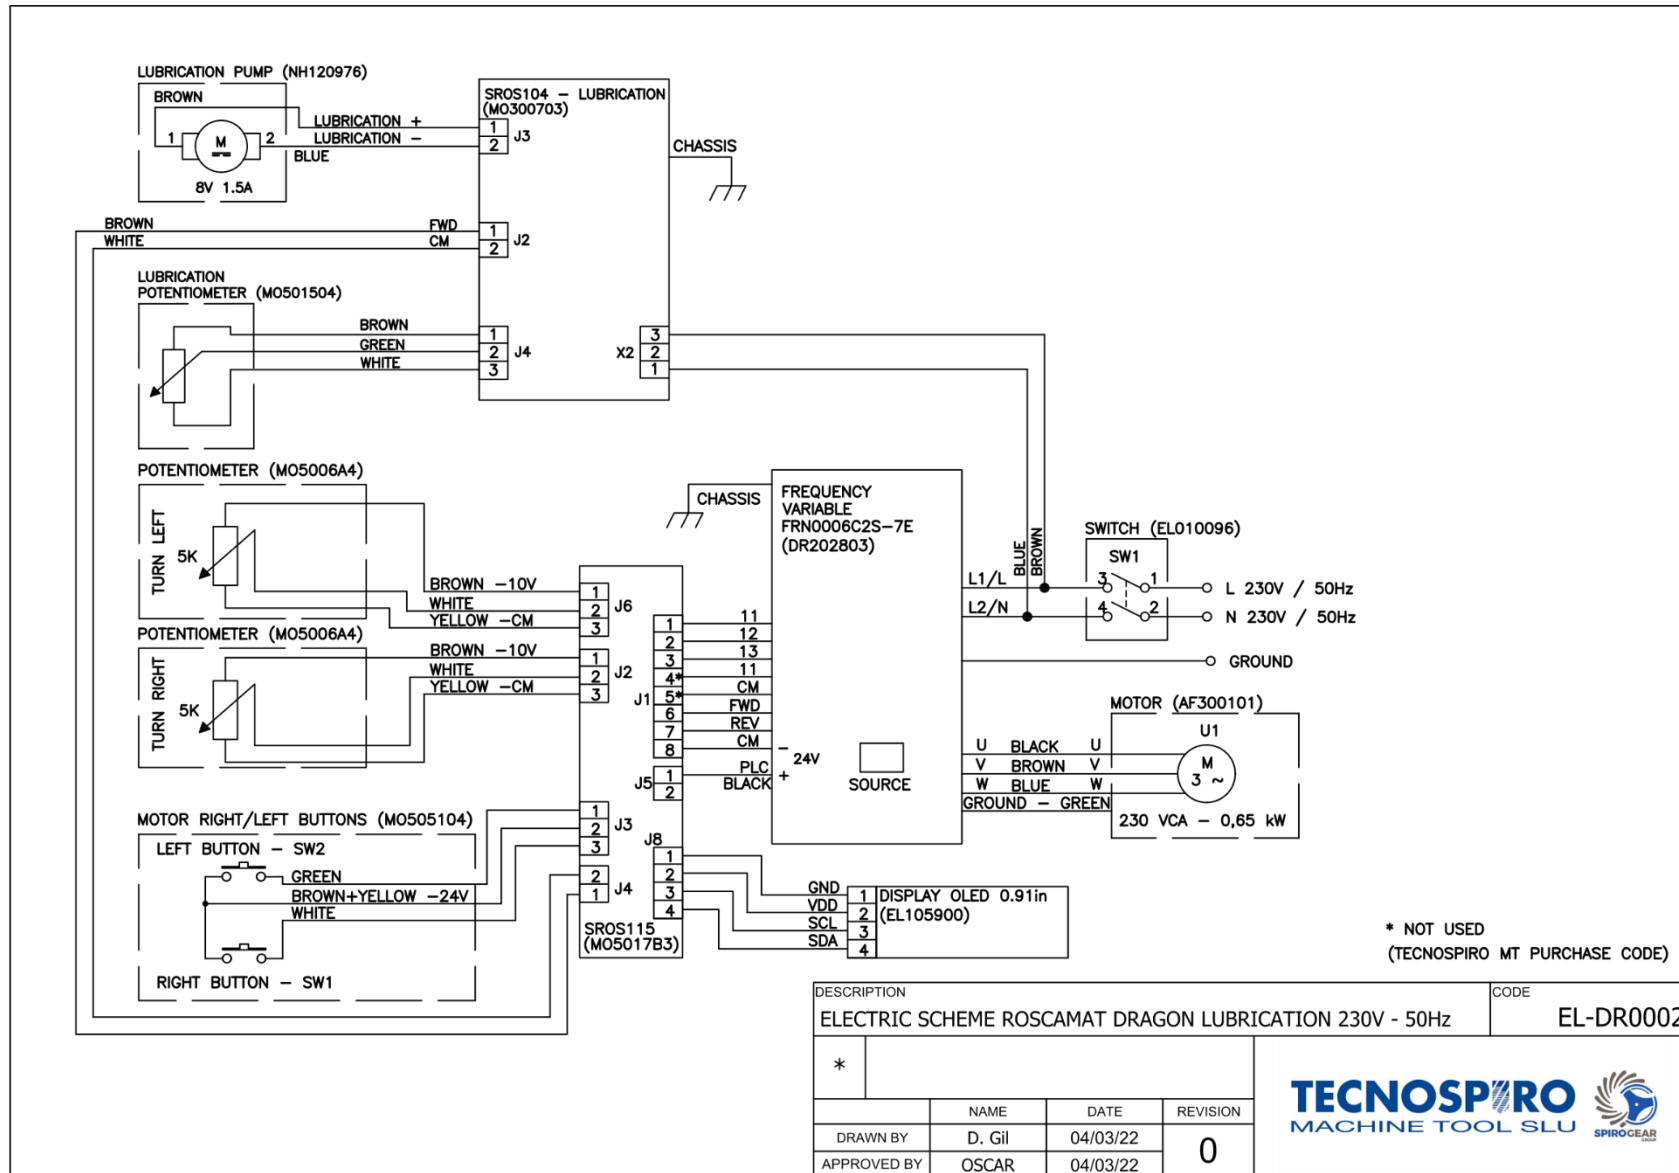 LUBRICATION PUMP (NH120976)
BROWN
LUBRICATION +
LUBRICATION -
BLUE
1
M
2
8V 1.5A
SROS104 - LUBRICATION
(MO300703)
1
2
J3
CHASSIS
BROWN
WHITE
FWD
CM
1
2
J2
LUBRICATION
POTENTIOMETER (MO501504)
BROWN
GREEN
WHITE
1
2
3
J4
X2
3
2
1
POTENTIOMETER (MO5006A4)
TURN LEFT
5K
BROWN -10V
WHITE
YELLOW -CM
1
2
3
J6
POTENTIOMETER (MO5006A4)
TURN RIGHT
5K
BROWN -10V
WHITE
YELLOW -CM
1
2
3
J2
J1
1
2
3
4*
5*
6
7
8
11
12
13
11
CM
FWD
REV
CM
J5
1
2
PLC
BLACK
-
24V
+
CHASSIS
FREQUENCY
VARIABLE
FRN0006C2S-7E
(DR202803)
SOURCE
L1/L
L2/N
BLUE
BROWN
SWITCH (EL010096)
SW1
3
1
4
2
L 230V / 50Hz
N 230V / 50Hz
GROUND
MOTOR (AF300101)
U1
M
3 ~
U BLACK U
V BROWN V
W BLUE W
GROUND - GREEN
230 VCA - 0,65 kW
MOTOR RIGHT/LEFT BUTTONS (MO505104)
LEFT BUTTON - SW2
GREEN
BROWN+YELLOW -24V
WHITE
RIGHT BUTTON - SW1
1
2
3
J3
2
1
J4
J8
1
2
3
4
SROS115
(MO5017B3)
GND
VDD
SCL
SDA
1
2
3
4
DISPLAY OLED 0.91in
(EL105900)
* NOT USED
(TECNOSPIRO MT PURCHASE CODE)
DESCRIPTION
ELECTRIC SCHEME ROSCAMAT DRAGON LUBRICATION 230V - 50Hz
CODE
EL-DR0002
*
NAME DATE REVISION
DRAWN BY D. Gil 04/03/22
0
APPROVED BY OSCAR 04/03/22
TECNOSPIRO
MACHINE TOOL SLU
SPIROGEAR
GROUP